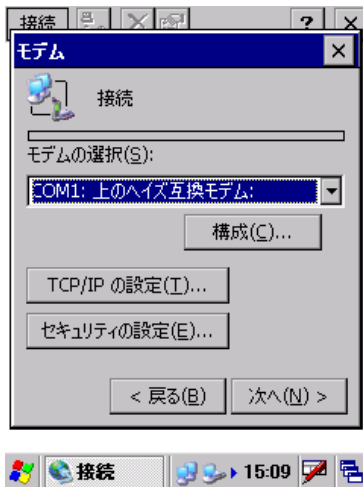 接続
? ×
モデム
接続
モデムの選択(S):
COM1: 上のヘイズ互換モデム:
構成(C)...
TCP/IP の設定(T)...
セキュリティの設定(E)...
< 戻る(B)
次へ(N) >
接続
15:09